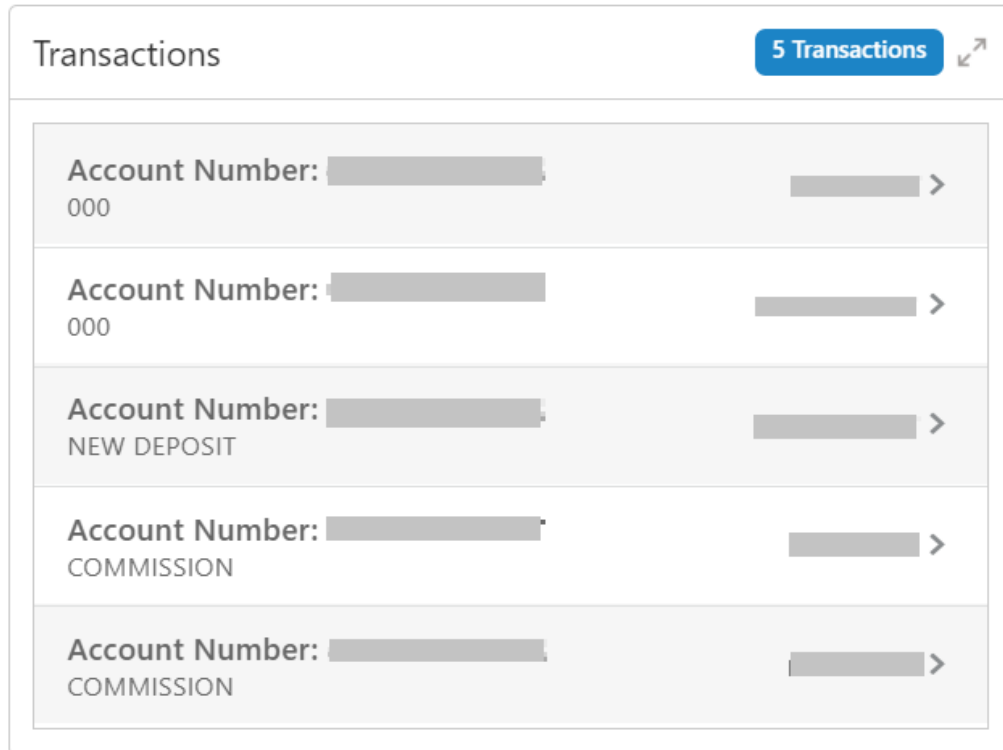 Transactions
5 Transactions
Account Number:
000
Account Number:
000
Account Number:
NEW DEPOSIT
Account Number:
COMMISSION
Account Number:
COMMISSION